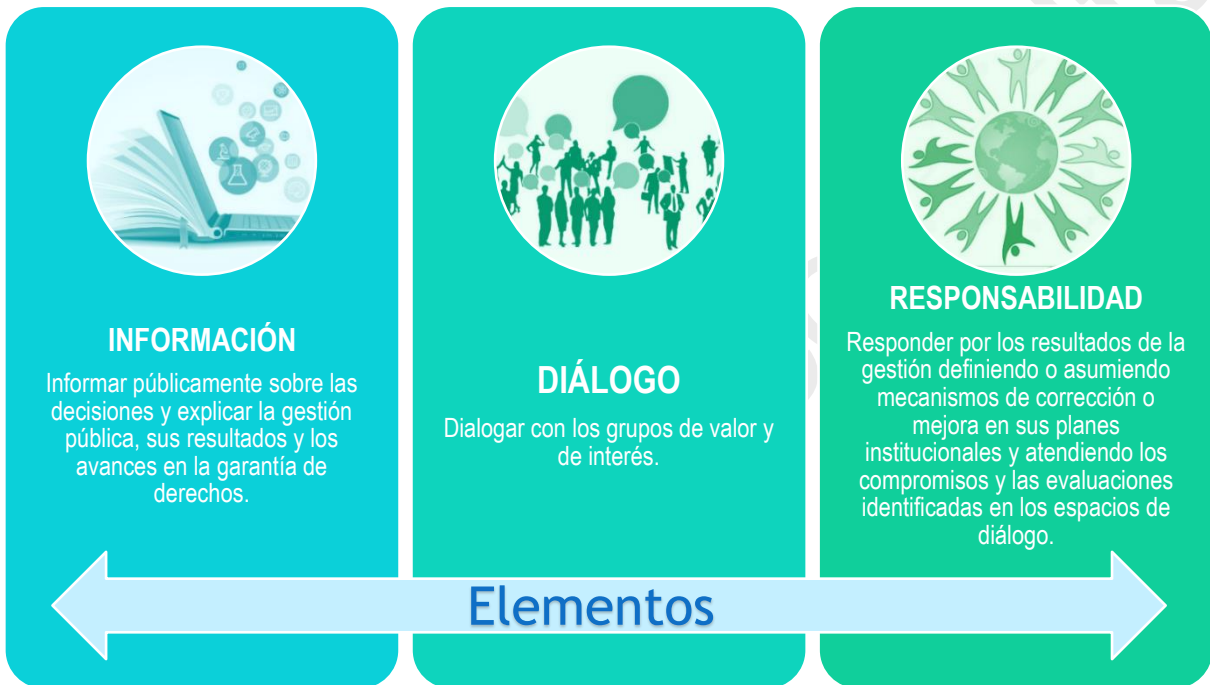 INFORMACIÓN
Informar públicamente sobre las
decisiones y explicar la gestión
pública, sus resultados y los
avances en la garantía de
derechos.
DIÁLOGO
Dialogar con los grupos de valor y
de interés.
RESPONSABILIDAD
Responder por los resultados de la
gestión definiendo o asumiendo
mecanismos de corrección o
mejora en sus planes
institucionales y atendiendo los
compromisos y las evaluaciones
identificadas en los espacios de
diálogo.
Elementos